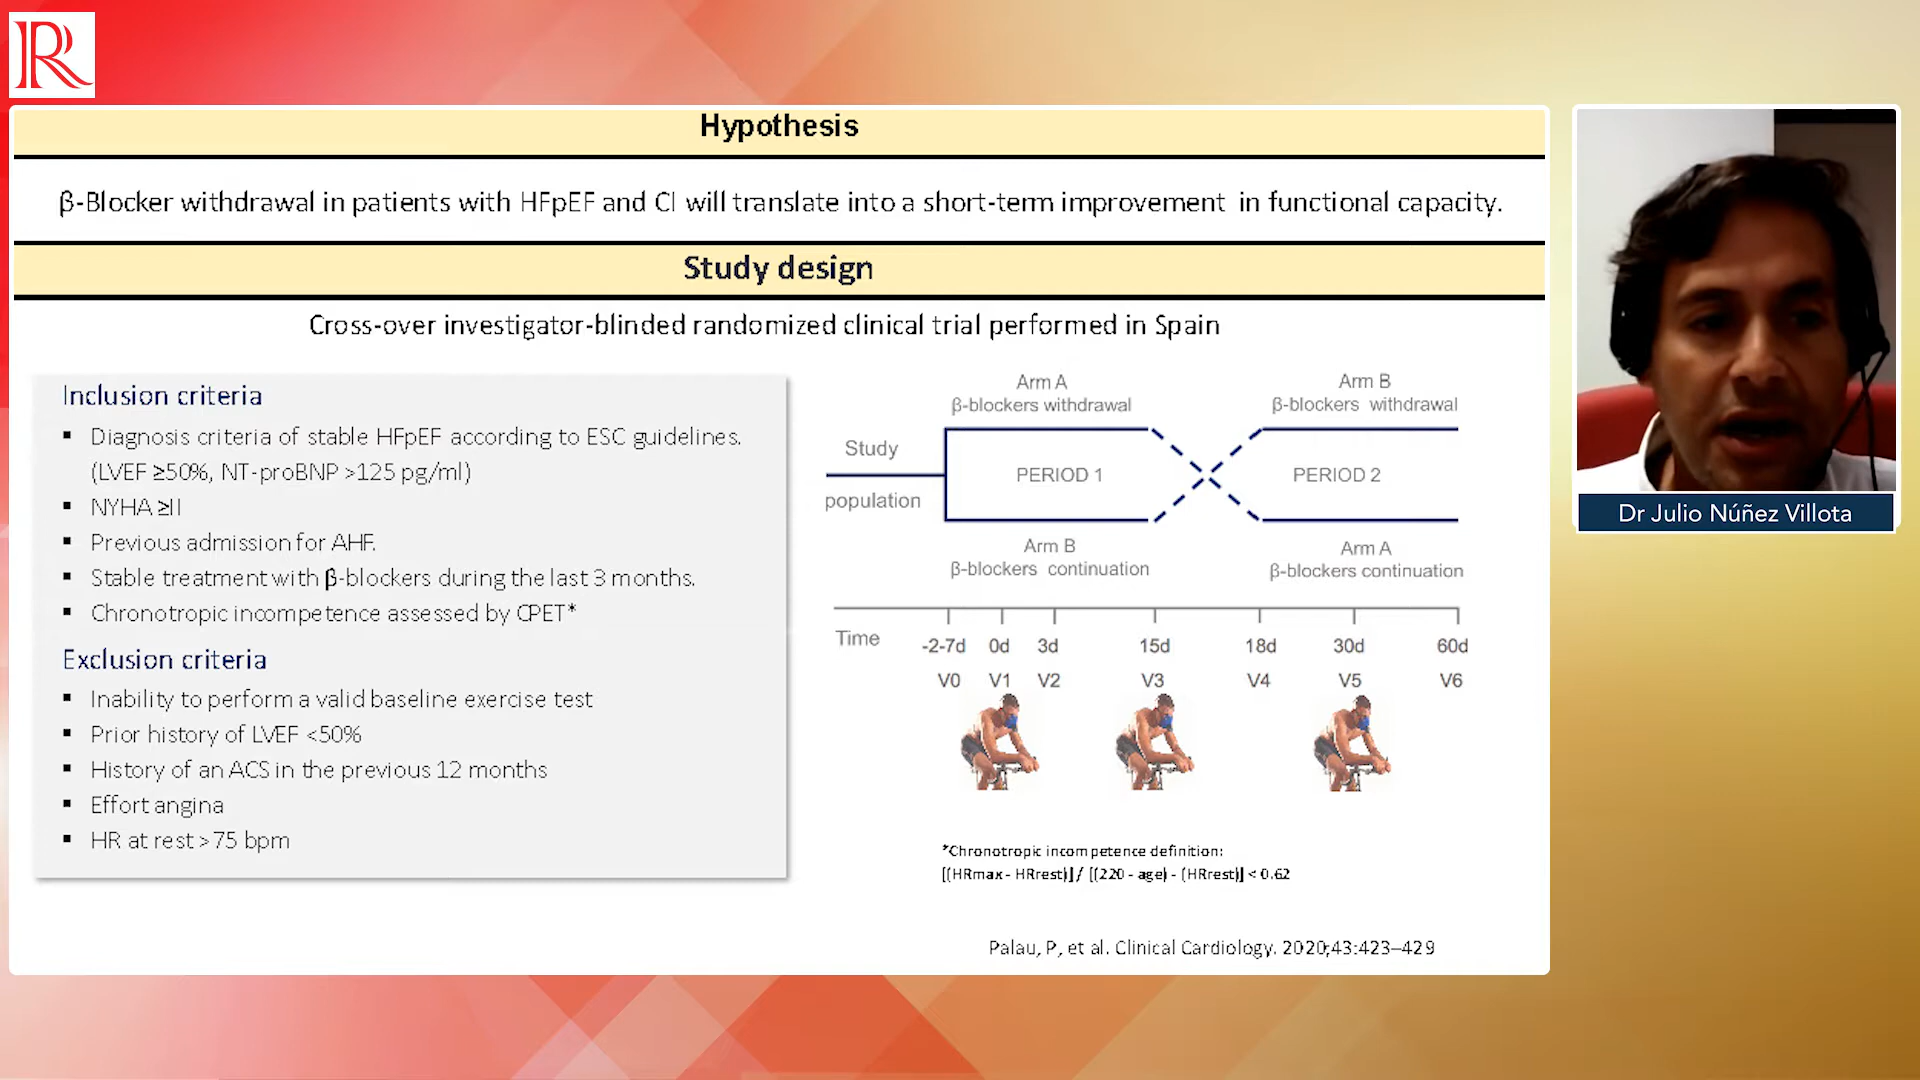 R
Hypothesis
β-Blocker withdrawal in patients with HFpEF and CI will translate into a short-term improvement in functional capacity.
Study design
Cross-over investigator-blinded randomized clinical trial performed in Spain
Inclusion criteria
▪ Diagnosis criteria of stable HFpEF according to ESC guidelines.
(LVEF ≥50%, NT-proBNP >125 pg/ml)
▪ NYHA ≥II
▪ Previous admission for AHF.
▪ Stable treatment with β-blockers during the last 3 months.
▪ Chronotropic incompetence assessed by CPET*
Exclusion criteria
▪ Inability to perform a valid baseline exercise test
▪ Prior history of LVEF <50%
▪ History of an ACS in the previous 12 months
▪ Effort angina
▪ HR at rest >75 bpm
Arm A
β-blockers withdrawal
Arm B
β-blockers withdrawal
Study
population
PERIOD 1
PERIOD 2
Arm B
β-blockers continuation
Arm A
β-blockers continuation
Time
-2-7d 0d 3d 15d 18d 30d 60d
V0 V1 V2 V3 V4 V5 V6
*Chronotropic incompetence definition:
[(HRmax - HRrest)] / [(220 - age) - (HRrest)] < 0.62
Palau, P, et al. Clinical Cardiology. 2020;43:423–429
Dr Julio Núñez Villota